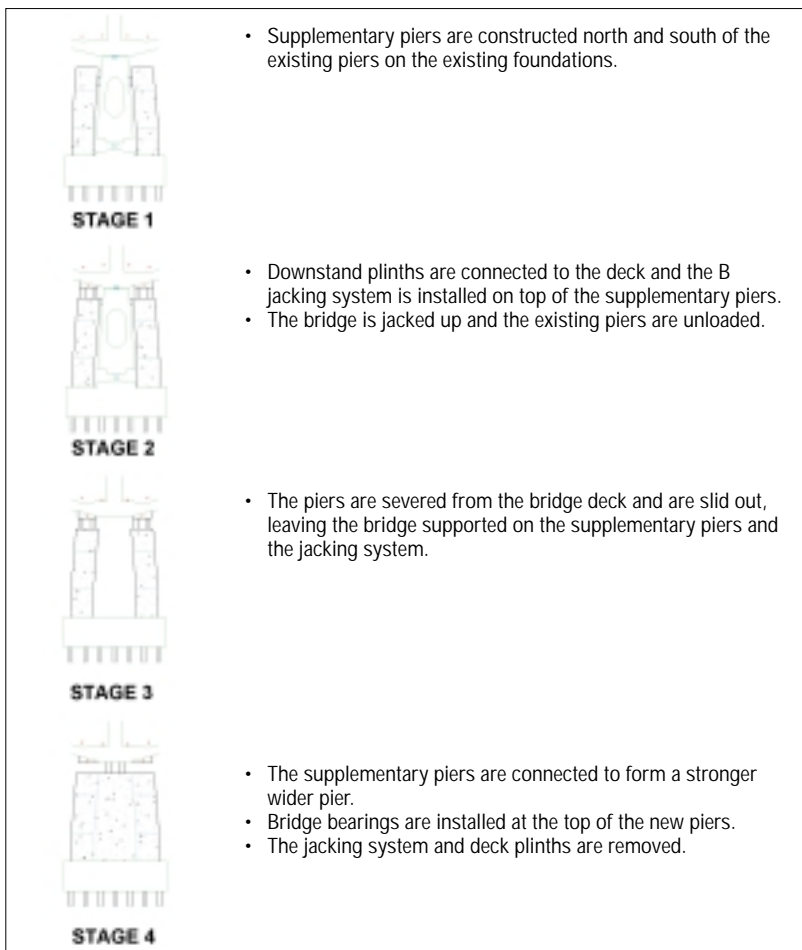 • Supplementary piers are constructed north and south of the
existing piers on the existing foundations.
STAGE 1
• Downstand plinths are connected to the deck and the B
jacking system is installed on top of the supplementary piers.
• The bridge is jacked up and the existing piers are unloaded.
STAGE 2
• The piers are severed from the bridge deck and are slid out,
leaving the bridge supported on the supplementary piers and
the jacking system.
STAGE 3
• The supplementary piers are connected to form a stronger
wider pier.
• Bridge bearings are installed at the top of the new piers.
• The jacking system and deck plinths are removed.
STAGE 4